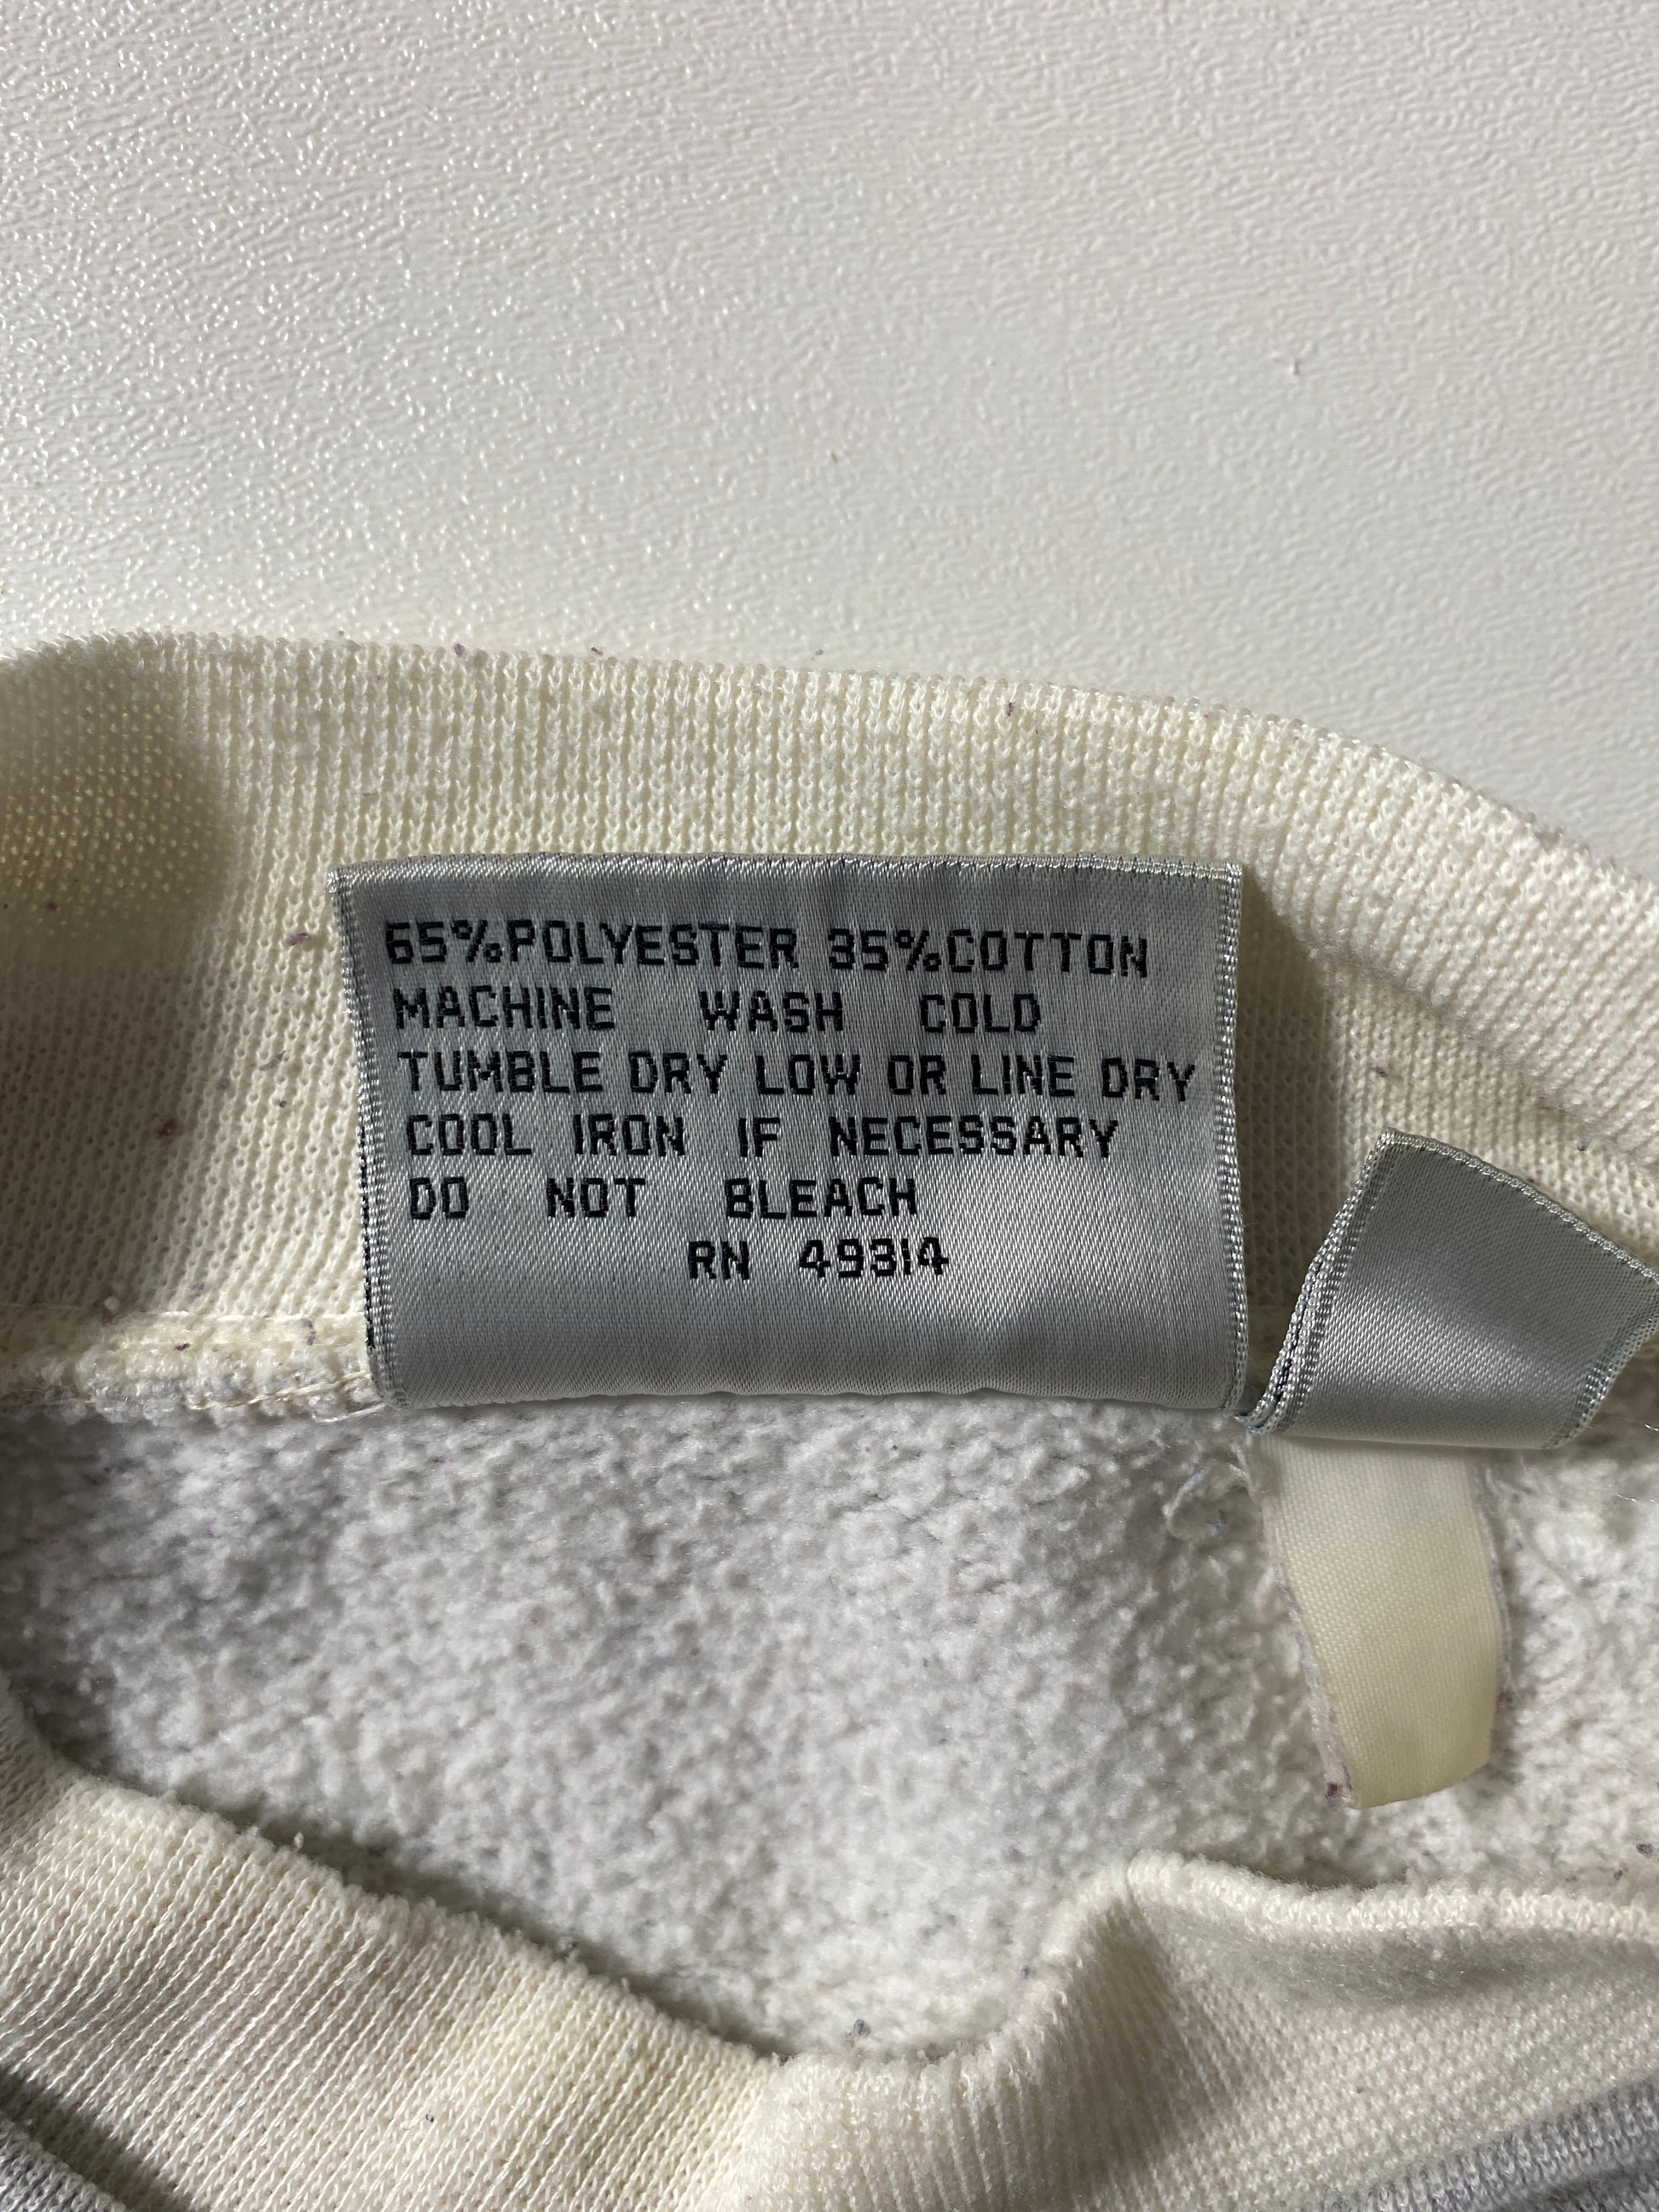 65%POLYESTER 35%COTTON
MACHINE WASH COLD
TUMBLE DRY LOW OR LINE DRY
COOL IRON IF NECESSARY
DO NOT BLEACH
RN 49314